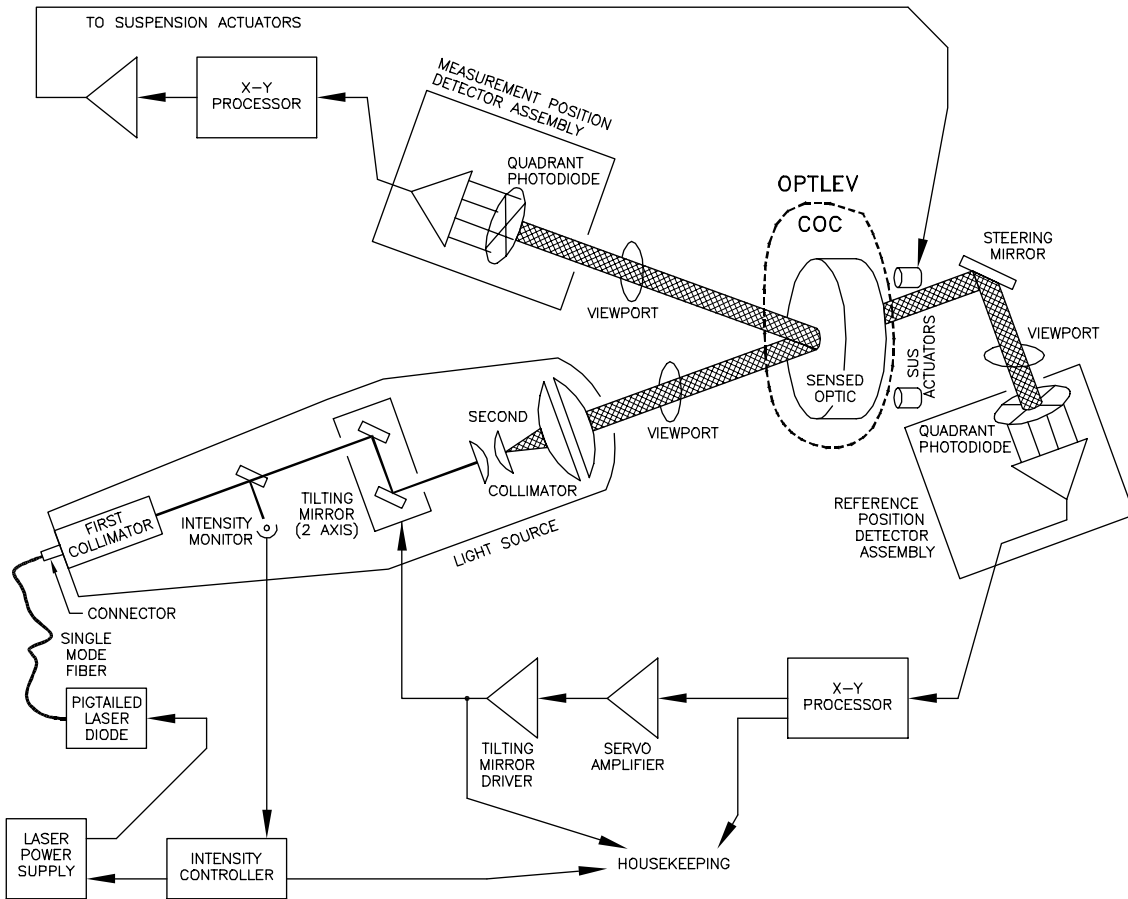 TO SUSPENSION ACTUATORS
X-Y
PROCESSOR
MEASUREMENT POSITION
DETECTOR ASSEMBLY
QUADRANT
PHOTODIODE
VIEWPORT
OPTLEV
COC
SENSED
OPTIC
SUS
ACTUATORS
STEERING
MIRROR
VIEWPORT
QUADRANT
PHOTODIODE
REFERENCE
POSITION
DETECTOR
ASSEMBLY
VIEWPORT
SECOND
COLLIMATOR
TILTING
MIRROR
(2 AXIS)
LIGHT SOURCE
INTENSITY
MONITOR
FIRST
COLLIMATOR
CONNECTOR
SINGLE
MODE
FIBER
PIGTAILED
LASER
DIODE
TILTING
MIRROR
DRIVER
SERVO
AMPLIFIER
X-Y
PROCESSOR
LASER
POWER
SUPPLY
INTENSITY
CONTROLLER
HOUSEKEEPING